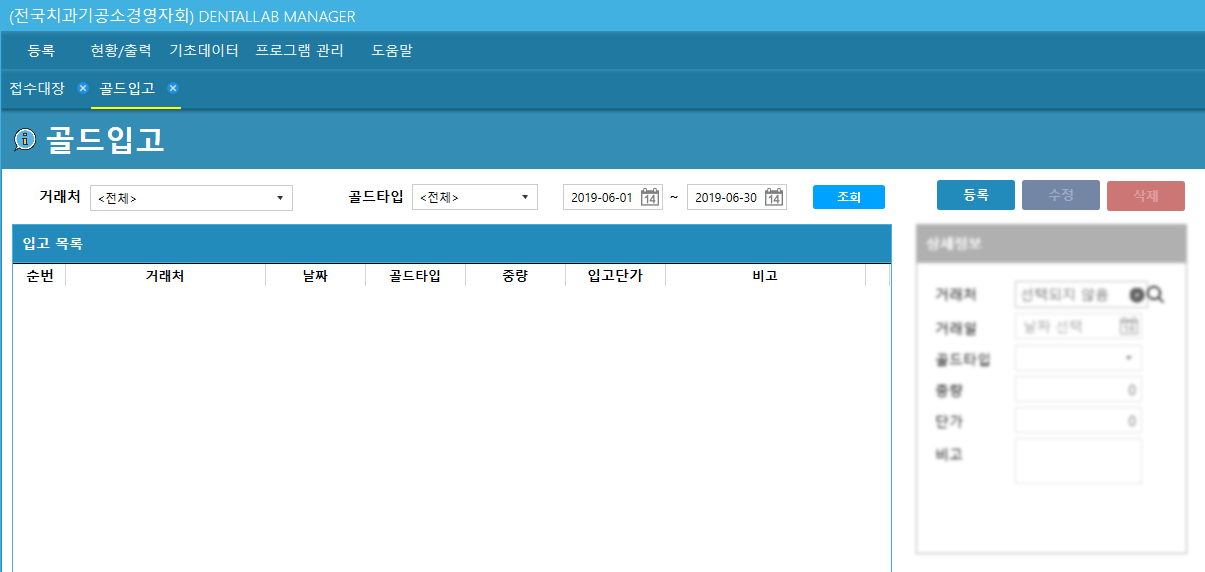 (전국치과기공소경영자회) DENTALLAB MANAGER
등록 현황/출력 기초데이터 프로그램 관리 도움말
접수대장 골드입고
골드입고
거래처 <전체> 골드타입 <전체> 2019-06-01 14 ~ 2019-06-30 14 조회 등록 수정 삭제
입고 목록 상세정보
순번 거래처 날짜 골드타입 중량 입고단가 비고
거래처 선택되지 않음
거래일 날짜 선택 14
골드타입
중량 0
단가 0
비고